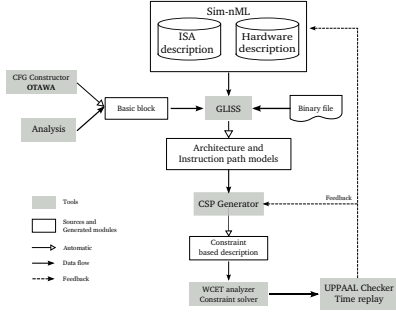 Sim-nML
ISA
description
Hardware
description
CFG Constructor
OTAWA
Basic block
GLISS
Binary file
Analysis
Architecture and
Instruction path models
CSP Generator
Feedback
Tools
Sources and
Generated modules
Constraint
based description
Automatic
Data flow
Feedback
WCET analyzer
Constraint solver
UPPAAL Checker
Time replay